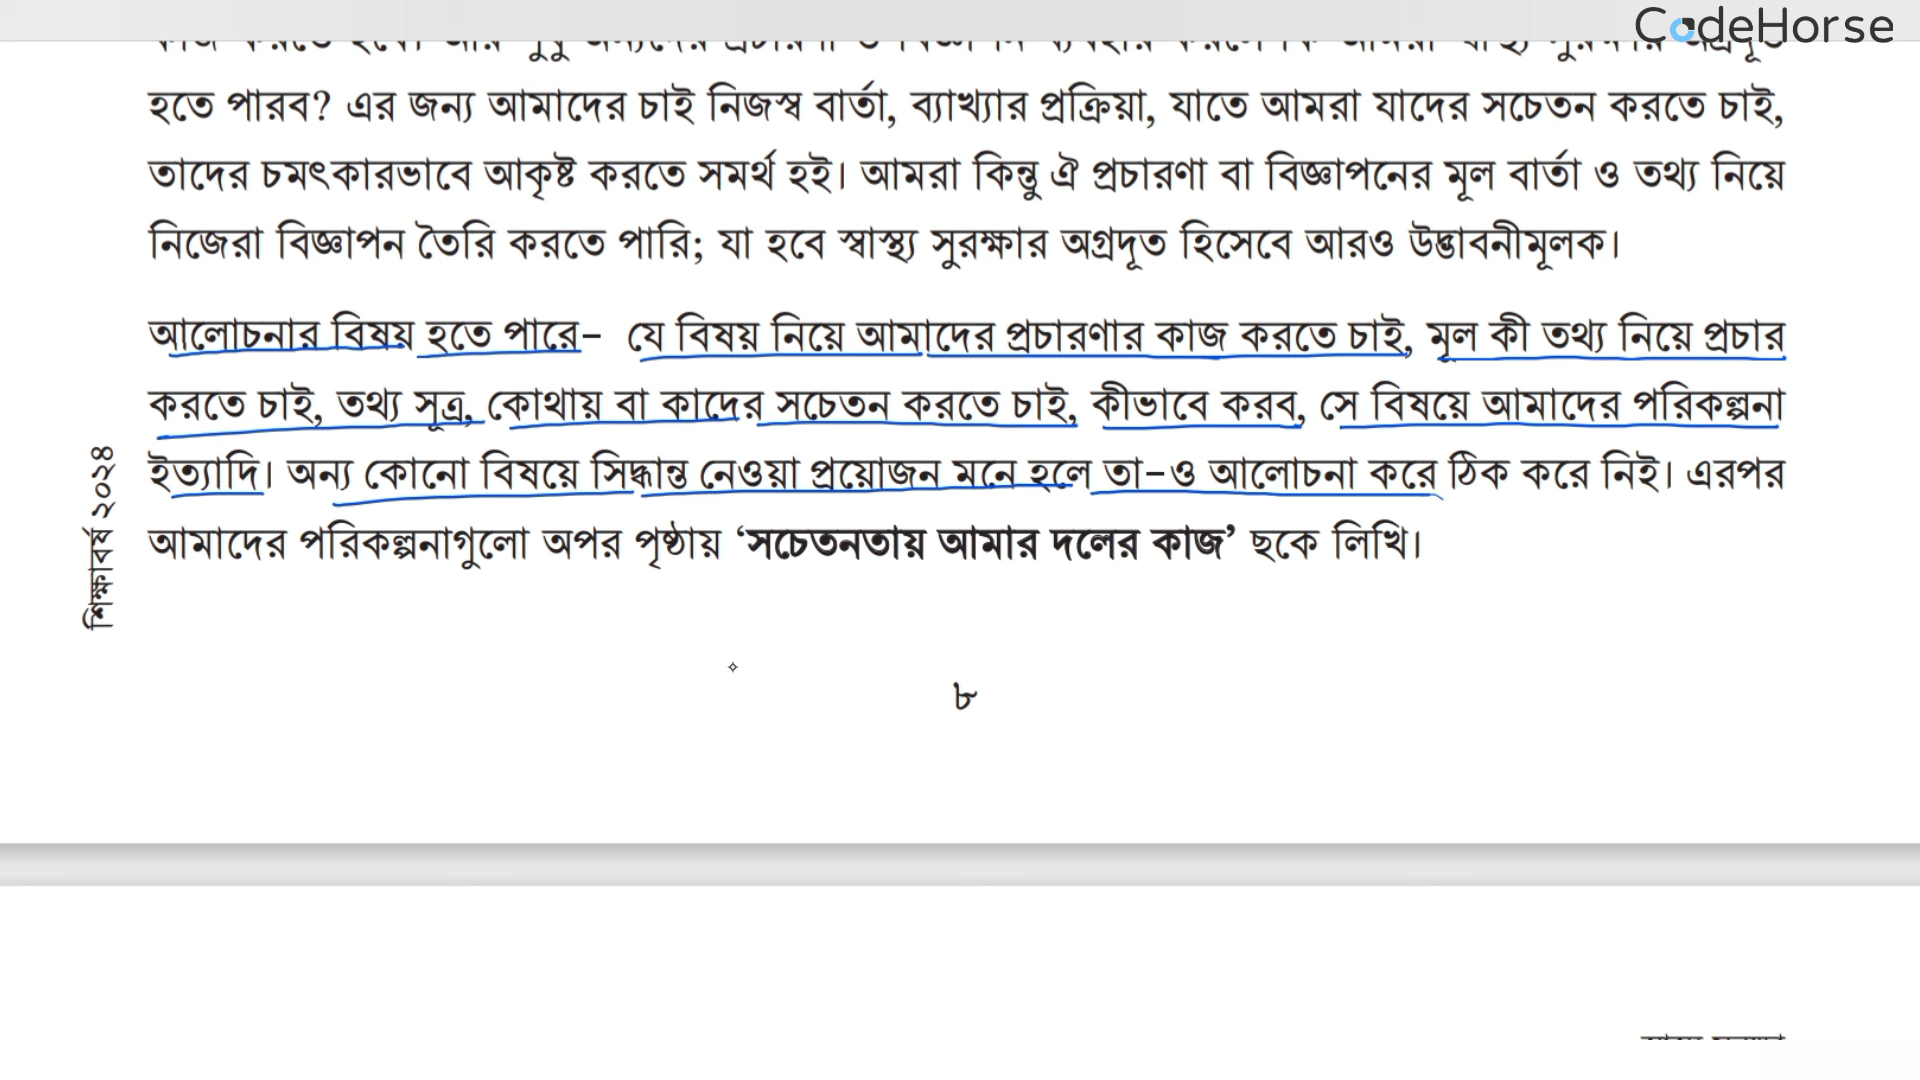 CodeHorse
হতে পারব? এর জন্য আমাদের চাই নিজস্ব বার্তা, ব্যাখ্যার প্রক্রিয়া, যাতে আমরা যাদের সচেতন করতে চাই,
তাদের চমৎকারভাবে আকৃষ্ট করতে সমর্থ হই। আমরা কিন্তু ঐ প্রচারণা বা বিজ্ঞাপনের মূল বার্তা ও তথ্য নিয়ে
নিজেরা বিজ্ঞাপন তৈরি করতে পারি; যা হবে স্বাস্থ্য সুরক্ষার অগ্রদূত হিসেবে আরও উদ্ভাবনীমূলক।
আলোচনার বিষয় হতে পারে– যে বিষয় নিয়ে আমাদের প্রচারণার কাজ করতে চাই, মূল কী তথ্য নিয়ে প্রচার
করতে চাই, তথ্য সূত্র, কোথায় বা কাদের সচেতন করতে চাই, কীভাবে করব, সে বিষয়ে আমাদের পরিকল্পনা
ইত্যাদি। অন্য কোনো বিষয়ে সিদ্ধান্ত নেওয়া প্রয়োজন মনে হলে তা–ও আলোচনা করে ঠিক করে নিই। এরপর
আমাদের পরিকল্পনাগুলো অপর পৃষ্ঠায় ‘সচেতনতায় আমার দলের কাজ’ ছকে লিখি।
শিক্ষাবর্ষ ২০২৪
৮